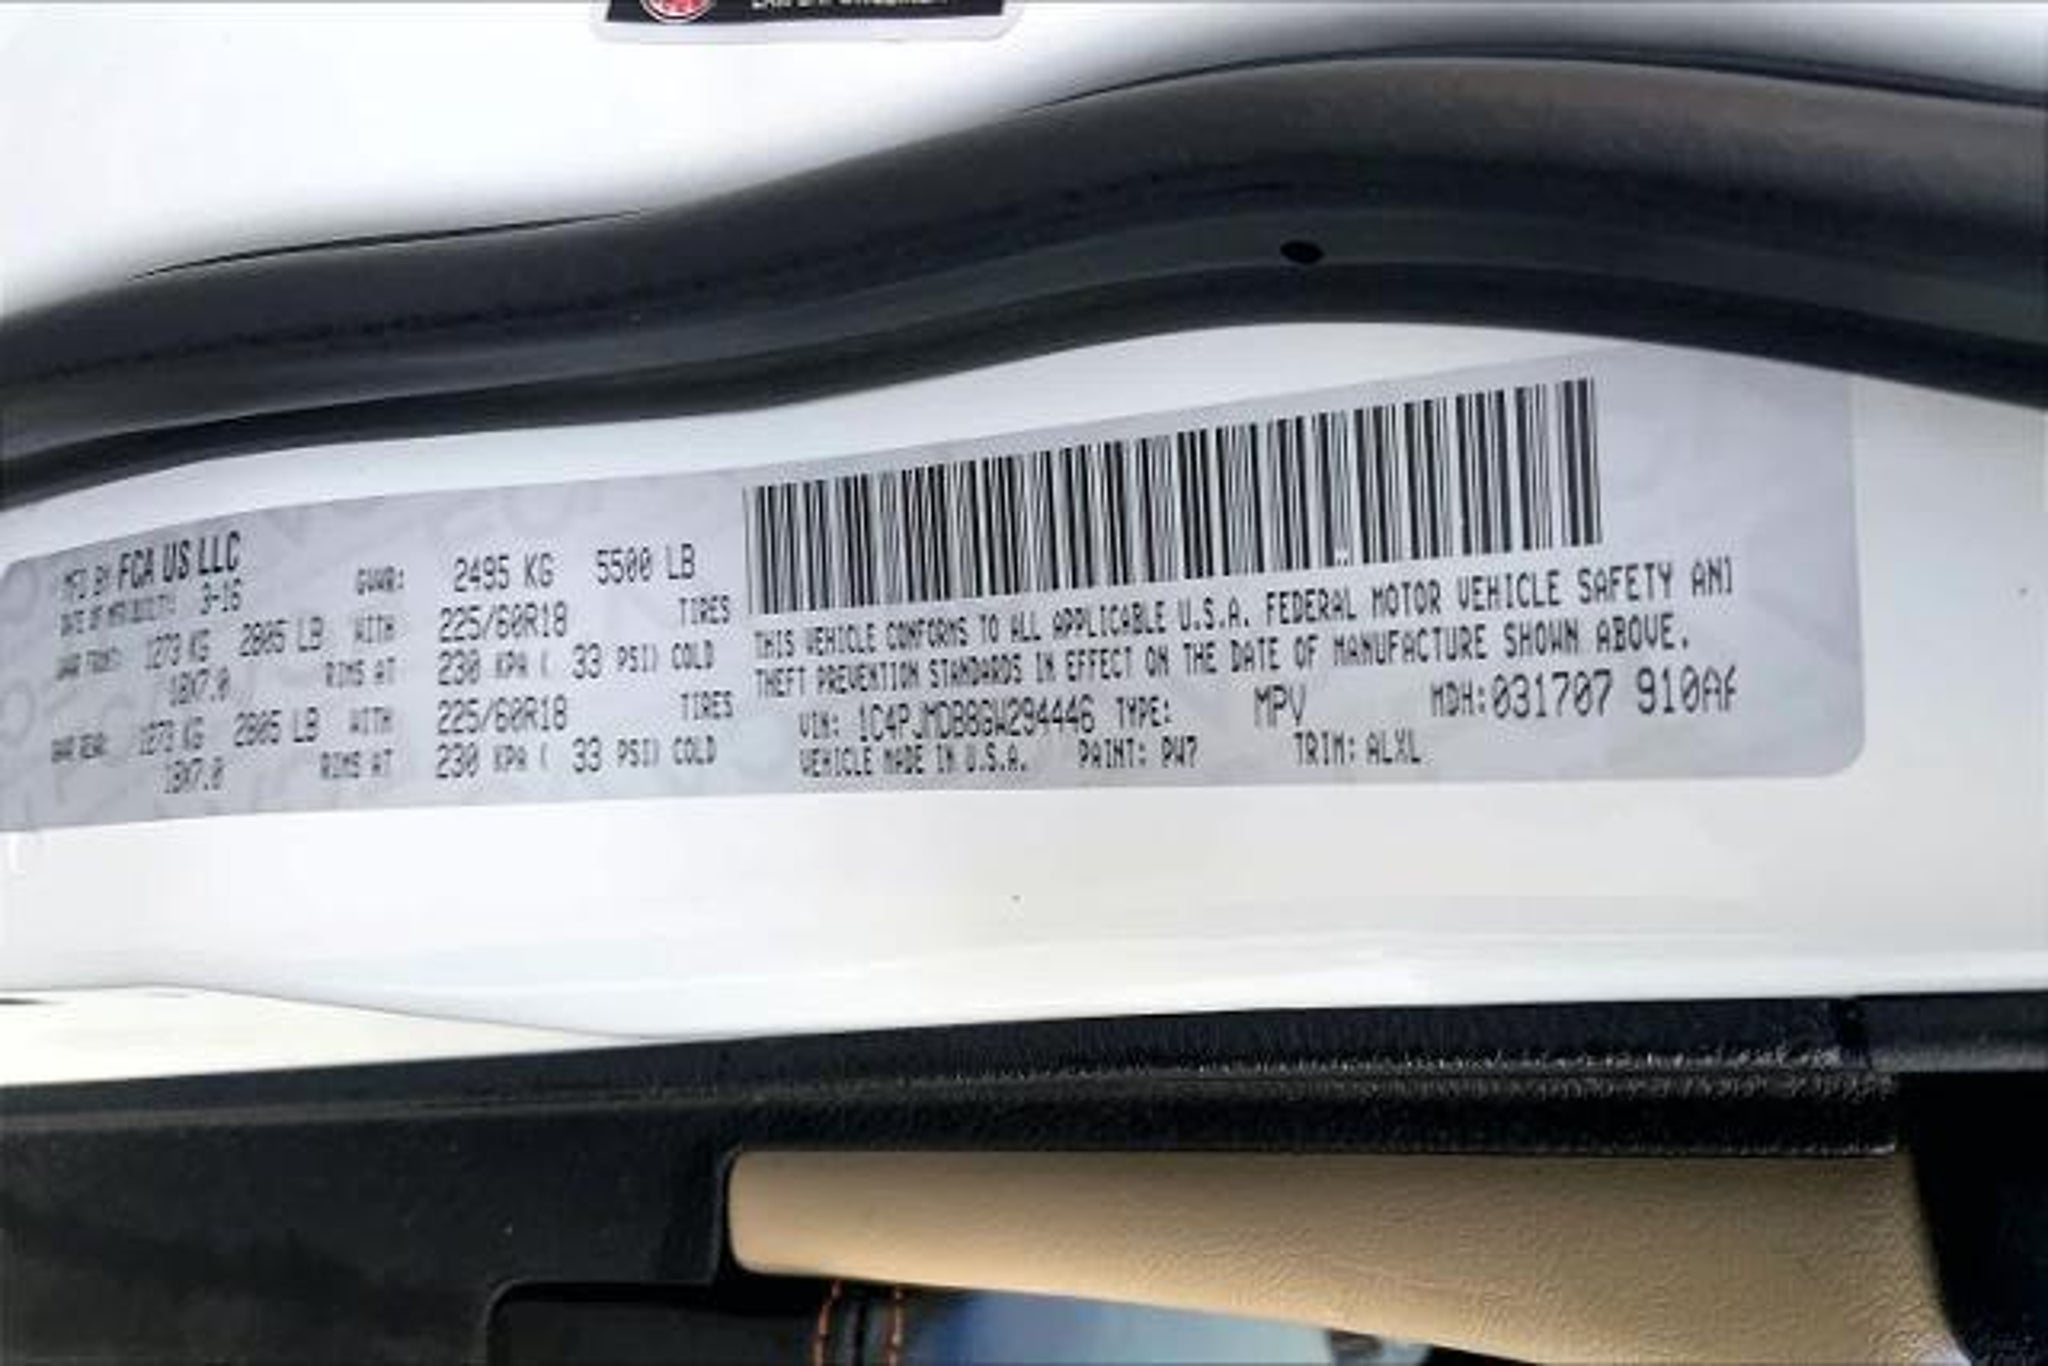 MFD BY FCA US LLC
DATE OF MFR 3-16 GVWR: 2495 KG 5500 LB
GAWR FRONT: 1273 KG 2805 LB WITH 225/60R18 TIRES
18X7.0 RIMS AT 230 KPA ( 33 PSI) COLD
GAWR REAR: 1273 KG 2805 LB WITH 225/60R18 TIRES
18X7.0 RIMS AT 230 KPA ( 33 PSI) COLD
THIS VEHICLE CONFORMS TO ALL APPLICABLE U.S.A. FEDERAL MOTOR VEHICLE SAFETY AN
THEFT PREVENTION STANDARDS IN EFFECT ON THE DATE OF MANUFACTURE SHOWN ABOVE.
VIN: 1C4PJMDB8GW294446 TYPE: MPV MDH:031707 910A
VEHICLE MADE IN U.S.A. PAINT: PW7 TRIM: ALXL